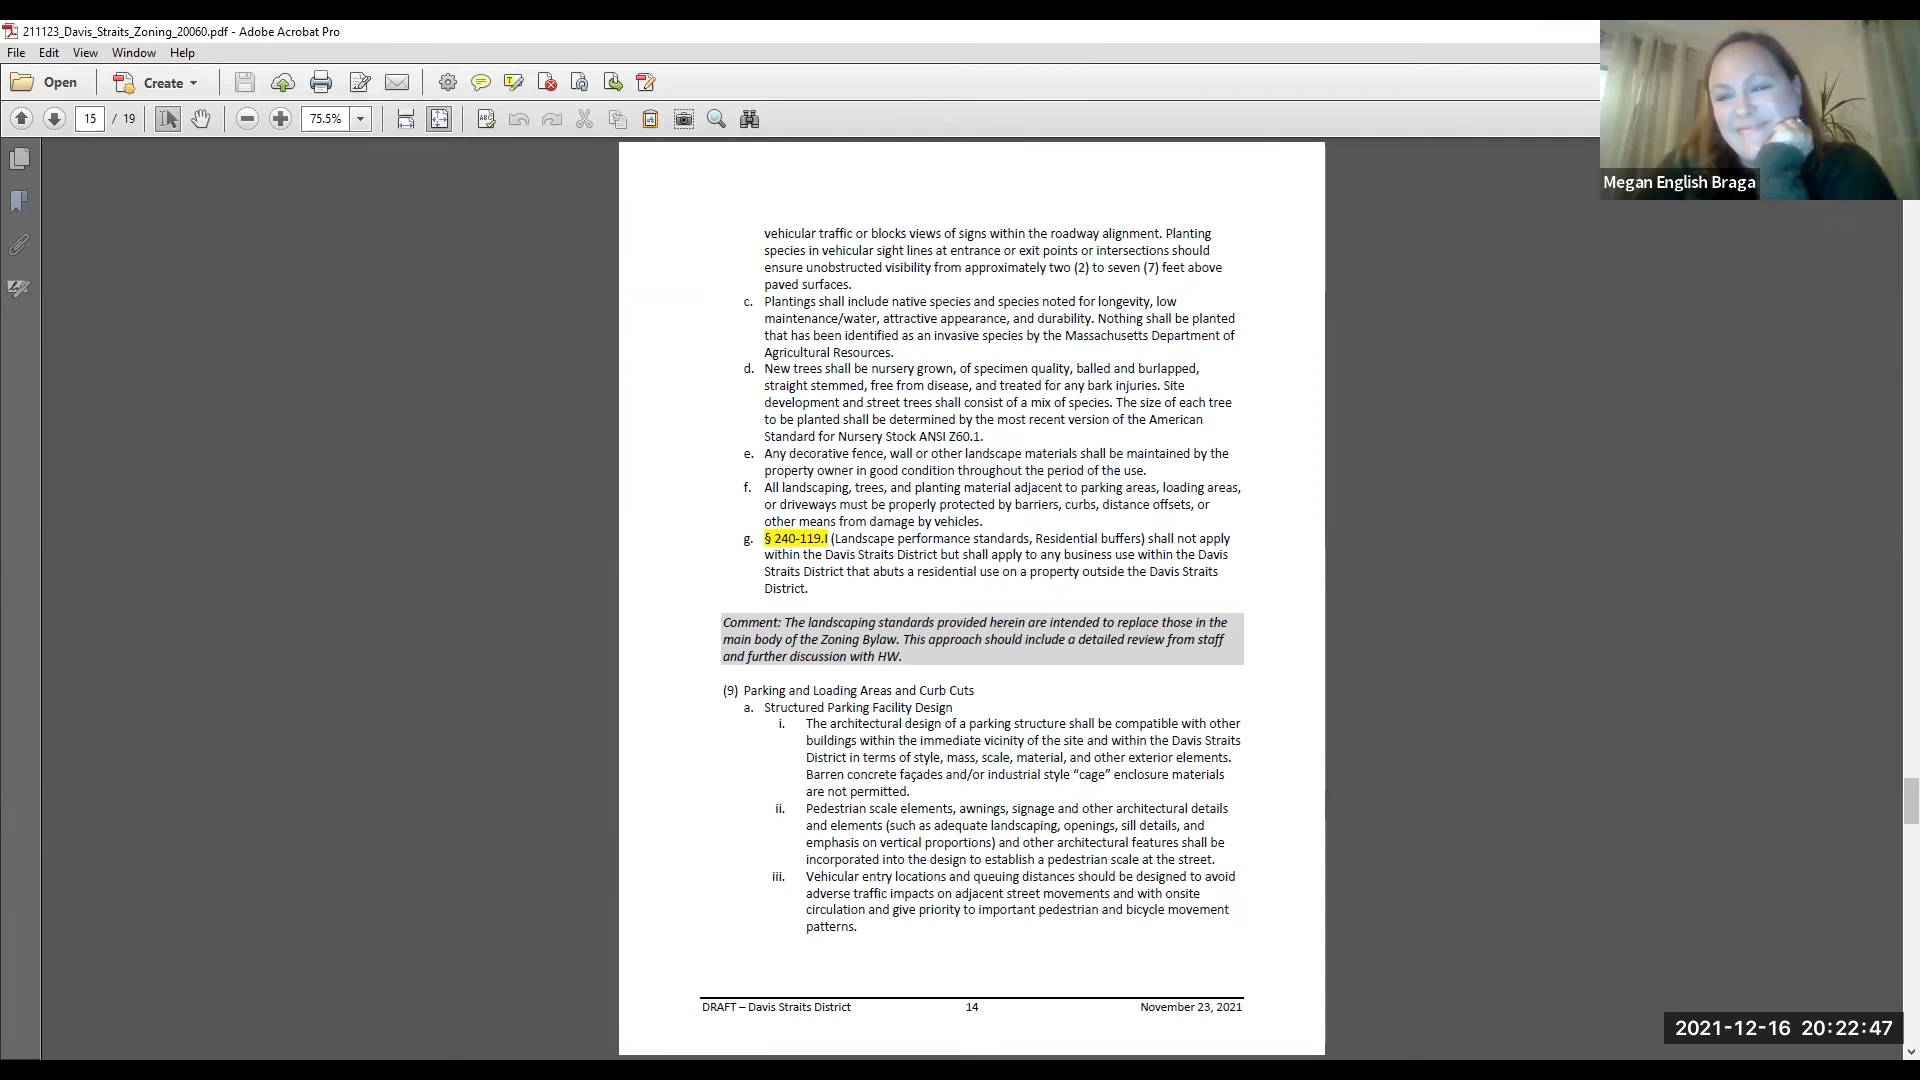 211123_Davis_Straits_Zoning_20060.pdf - Adobe Acrobat Pro
File Edit View Window Help
Open Create
15 / 19 75.5%
Megan English Braga
vehicular traffic or blocks views of signs within the roadway alignment. Planting
species in vehicular sight lines at entrance or exit points or intersections should
ensure unobstructed visibility from approximately two (2) to seven (7) feet above
paved surfaces.
c. Plantings shall include native species and species noted for longevity, low
maintenance/water, attractive appearance, and durability. Nothing shall be planted
that has been identified as an invasive species by the Massachusetts Department of
Agricultural Resources.
d. New trees shall be nursery grown, of specimen quality, balled and burlapped,
straight stemmed, free from disease, and treated for any bark injuries. Site
development and street trees shall consist of a mix of species. The size of each tree
to be planted shall be determined by the most recent version of the American
Standard for Nursery Stock ANSI Z60.1.
e. Any decorative fence, wall or other landscape materials shall be maintained by the
property owner in good condition throughout the period of the use.
f. All landscaping, trees, and planting material adjacent to parking areas, loading areas,
or driveways must be properly protected by barriers, curbs, distance offsets, or
other means from damage by vehicles.
g. § 240-119.I (Landscape performance standards, Residential buffers) shall not apply
within the Davis Straits District but shall apply to any business use within the Davis
Straits District that abuts a residential use on a property outside the Davis Straits
District.
Comment: The landscaping standards provided herein are intended to replace those in the
main body of the Zoning Bylaw. This approach should include a detailed review from staff
and further discussion with HW.
(9) Parking and Loading Areas and Curb Cuts
a. Structured Parking Facility Design
i. The architectural design of a parking structure shall be compatible with other
buildings within the immediate vicinity of the site and within the Davis Straits
District in terms of style, mass, scale, material, and other exterior elements.
Barren concrete façades and/or industrial style “cage” enclosure materials
are not permitted.
ii. Pedestrian scale elements, awnings, signage and other architectural details
and elements (such as adequate landscaping, openings, sill details, and
emphasis on vertical proportions) and other architectural features shall be
incorporated into the design to establish a pedestrian scale at the street.
iii. Vehicular entry locations and queuing distances should be designed to avoid
adverse traffic impacts on adjacent street movements and with onsite
circulation and give priority to important pedestrian and bicycle movement
patterns.
DRAFT – Davis Straits District 14 November 23, 2021
2021-12-16 20:22:47